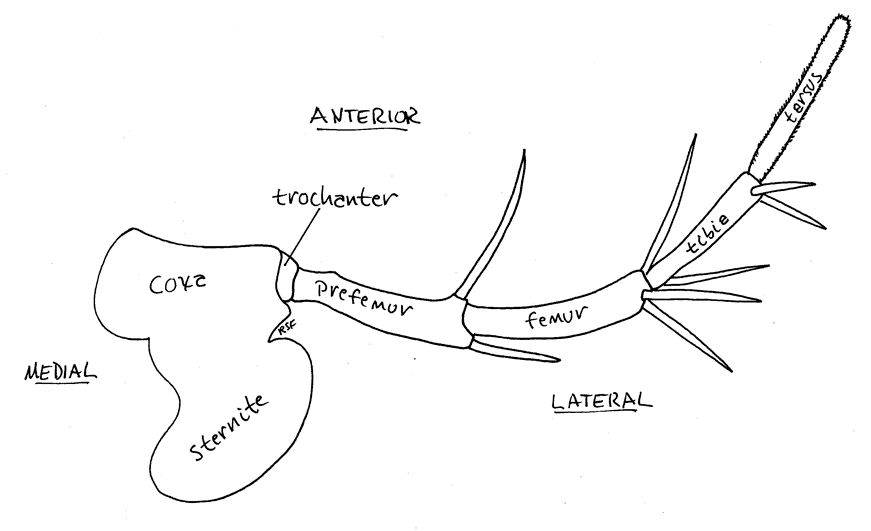 ANTERIOR
tarsus
trochanter
tibia
coxa
prefemur
femur
RSF
MEDIAL
LATERAL
sternite